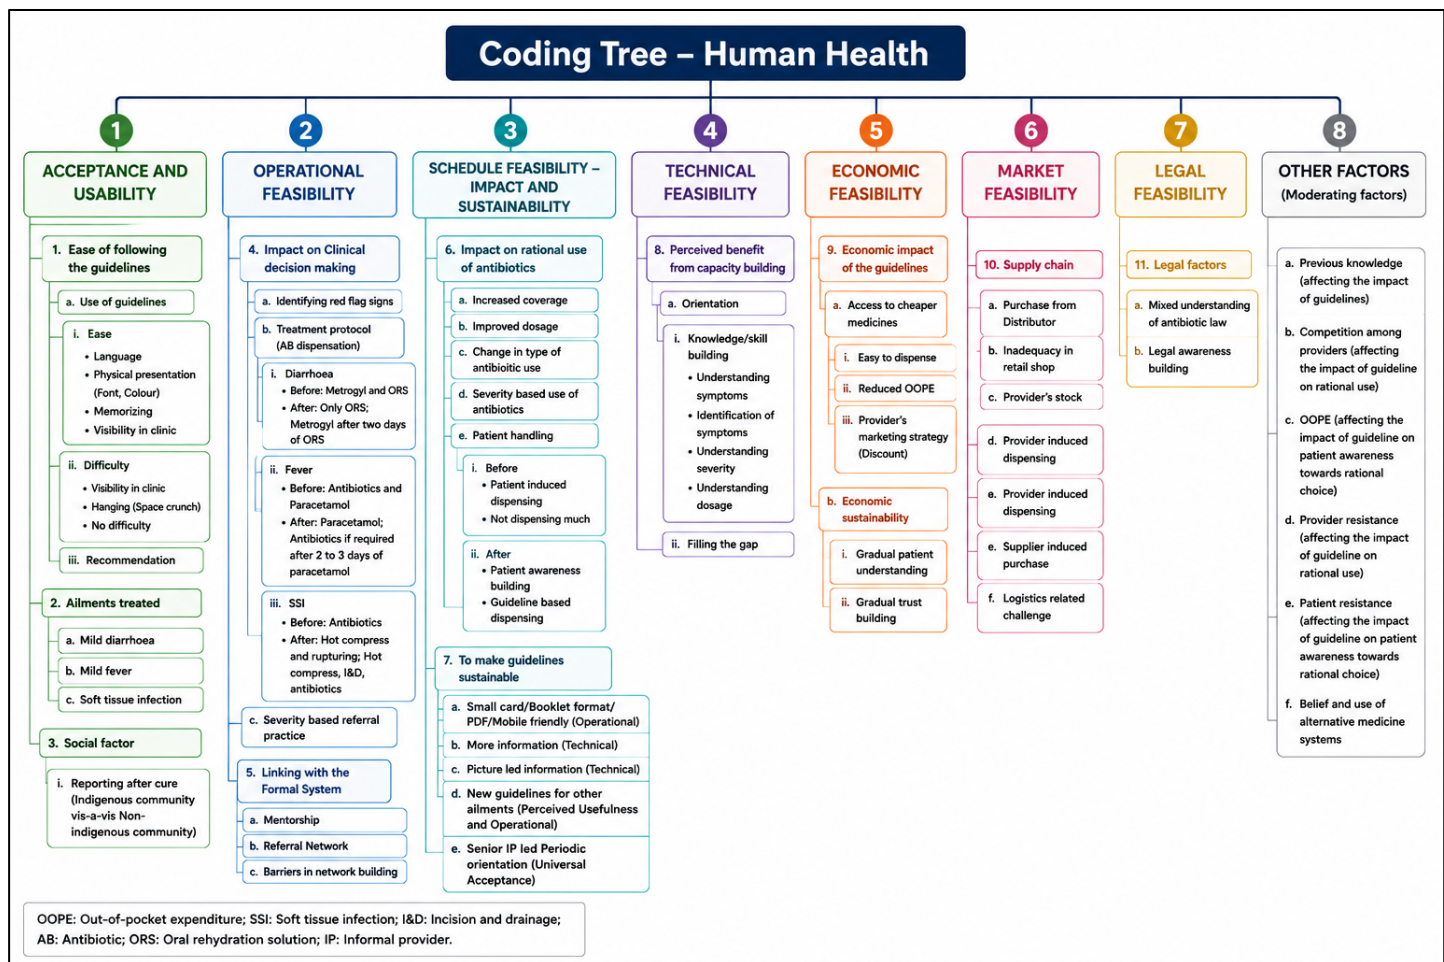 Coding Tree – Human Health
1
ACCEPTANCE AND
USABILITY
1. Ease of following
the guidelines
a. Use of guidelines
i. Ease
• Language
• Physical presentation
(Font, Colour)
• Memorizing
• Visibility in clinic
ii. Difficulty
• Visibility in clinic
• Hanging (Space crunch)
• No difficulty
iii. Recommendation
2. Ailments treated
a. Mild diarrhoea
b. Mild fever
c. Soft tissue infection
3. Social factor
i. Reporting after cure
(Indigenous community
vis-a-vis Non-
indigenous community)
2
OPERATIONAL
FEASIBILITY
4. Impact on Clinical
decision making
a. Identifying red flag signs
b. Treatment protocol
(AB dispensation)
i. Diarrhoea
• Before: Metrogyl and ORS
• After: Only ORS;
Metrogyl after two days
of ORS
ii. Fever
• Before: Antibiotics and
Paracetamol
• After: Paracetamol;
Antibiotics if required
after 2 to 3 days of
paracetamol
iii. SSI
• Before: Antibiotics
• After: Hot compress
and rupturing; Hot
compress, I&D,
antibiotics
c. Severity based referral
practice
5. Linking with the
Formal System
a. Mentorship
b. Referral Network
c. Barriers in network building
3
SCHEDULE FEASIBILITY –
IMPACT AND
SUSTAINABILITY
6. Impact on rational use
of antibiotics
a. Increased coverage
b. Improved dosage
c. Change in type of
antibioitic use
d. Severity based use of
antibiotics
e. Patient handling
i. Before
• Patient induced
dispensing
• Not dispensing much
ii. After
• Patient awareness
building
• Guideline based
dispensing
7. To make guidelines
sustainable
a. Small card/Booklet format/
PDF/Mobile friendly (Operational)
b. More information (Technical)
c. Picture led information (Technical)
d. New guidelines for other
ailments (Perceived Usefulness
and Operational)
e. Senior IP led Periodic
orientation (Universal
Acceptance)
4
TECHNICAL
FEASIBILITY
8. Perceived benefit
from capacity building
a. Orientation
i. Knowledge/skill
building
• Understanding
symptoms
• Identification of
symptoms
• Understanding
severity
• Understanding
dosage
ii. Filling the gap
5
ECONOMIC
FEASIBILITY
9. Economic impact
of the guidelines
a. Access to cheaper
medicines
i. Easy to dispense
ii. Reduced OOPE
iii. Provider's
marketing strategy
(Discount)
b. Economic
sustainability
i. Gradual patient
understanding
ii. Gradual trust
building
6
MARKET
FEASIBILITY
10. Supply chain
a. Purchase from
Distributor
b. Inadequacy in
retail shop
c. Provider's stock
d. Provider induced
dispensing
e. Provider induced
dispensing
e. Supplier induced
purchase
f. Logistics related
challenge
7
LEGAL
FEASIBILITY
11. Legal factors
a. Mixed understanding
of antibiotic law
b. Legal awareness
building
8
OTHER FACTORS
(Moderating factors)
a. Previous knowledge
(affecting the impact
of guidelines)
b. Competition among
providers (affecting
the impact of guideline
on rational use)
c. OOPE (affecting the
impact of guideline on
patient awareness
towards rational
choice)
d. Provider resistance
(affecting the impact
of guideline on
rational use)
e. Patient resistance
(affecting the impact
of guideline on patient
awareness towards
rational choice)
f. Belief and use of
alternative medicine
systems
OOPE: Out-of-pocket expenditure; SSI: Soft tissue infection; I&D: Incision and drainage;
AB: Antibiotic; ORS: Oral rehydration solution; IP: Informal provider.